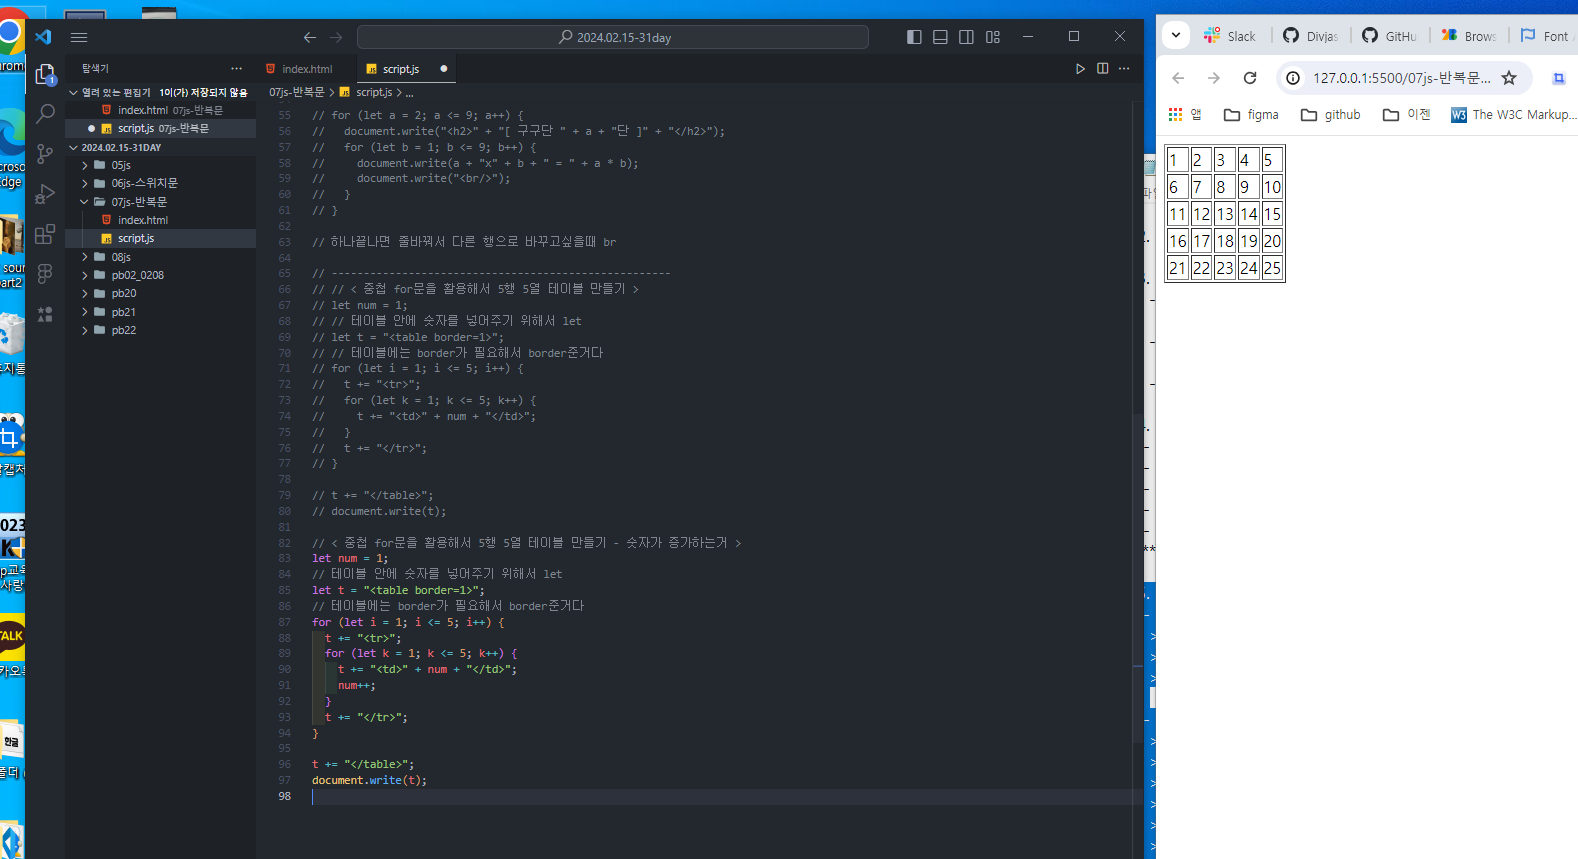 2024.02.15-31day
탐색기
index.html
script.js
열려 있는 편집기 1이(가) 저장되지 않음
index.html 07js-반복문
script.js 07js-반복문
2024.02.15-31DAY
05js
06js-스위치문
07js-반복문
index.html
script.js
08js
pb02_0208
pb20
pb21
pb22
07js-반복문 > script.js > ...
55 // for (let a = 2; a <= 9; a++) {
56 //   document.write("<h2>" + "[ 구구단 " + a + "단 ]" + "</h2>");
57 //   for (let b = 1; b <= 9; b++) {
58 //     document.write(a + "x" + b + " = " + a * b);
59 //     document.write("<br/>");
60 //   }
61 // }
62
63 // 하나끝나면 줄바꿔서 다른 행으로 바꾸고싶을때 br
64
65 // -----------------------------------------------------
66 // // < 중첩 for문을 활용해서 5행 5열 테이블 만들기 >
67 // let num = 1;
68 // // 테이블 안에 숫자를 넣어주기 위해서 let
69 // let t = "<table border=1>";
70 // // 테이블에는 border가 필요해서 border준거다
71 // for (let i = 1; i <= 5; i++) {
72 //   t += "<tr>";
73 //   for (let k = 1; k <= 5; k++) {
74 //     t += "<td>" + num + "</td>";
75 //   }
76 //   t += "</tr>";
77 // }
78
79 // t += "</table>";
80 // document.write(t);
81
82 // < 중첩 for문을 활용해서 5행 5열 테이블 만들기 - 숫자가 증가하는거 >
83 let num = 1;
84 // 테이블 안에 숫자를 넣어주기 위해서 let
85 let t = "<table border=1>";
86 // 테이블에는 border가 필요해서 border준거다
87 for (let i = 1; i <= 5; i++) {
88   t += "<tr>";
89   for (let k = 1; k <= 5; k++) {
90     t += "<td>" + num + "</td>";
91     num++;
92   }
93   t += "</tr>";
94 }
95
96 t += "</table>";
97 document.write(t);
98
Slack
Divjas
GitHu
Brows
Font
127.0.0.1:5500/07js-반복문...
앱
figma
github
이젠
The W3C Markup...
1 2 3 4 5
6 7 8 9 10
11 12 13 14 15
16 17 18 19 20
21 22 23 24 25